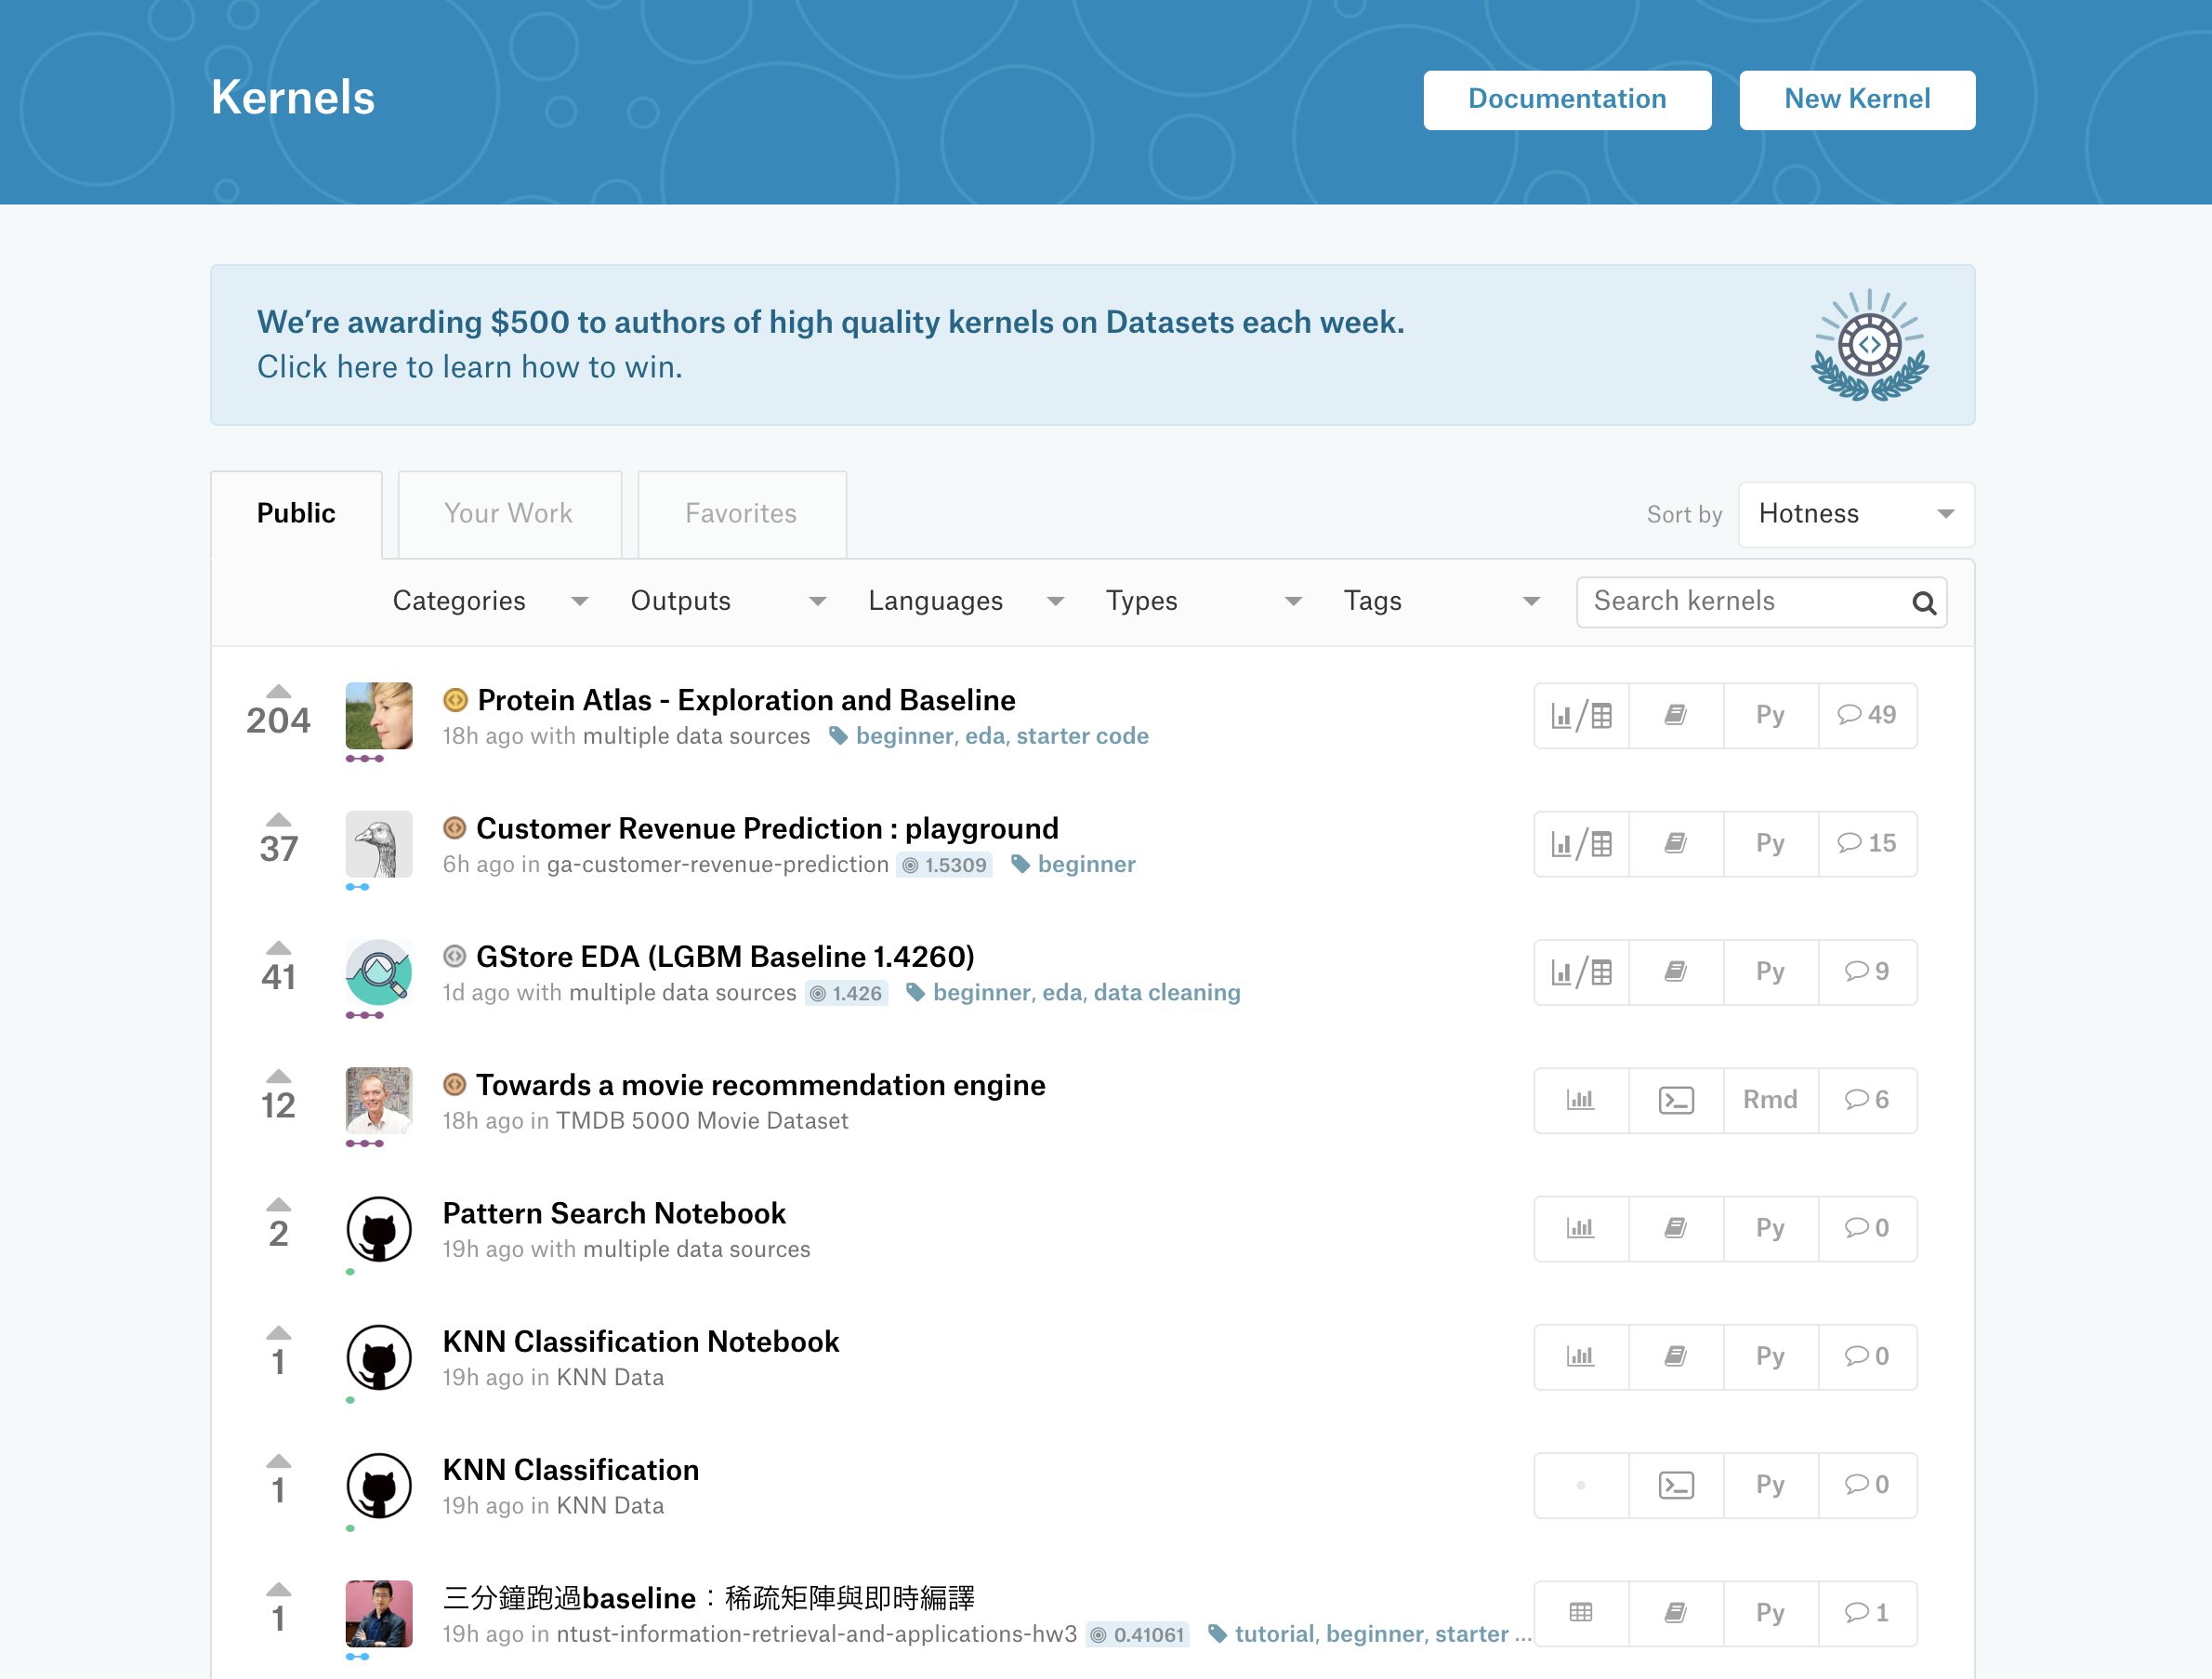 Kernels
Documentation
New Kernel
We’re awarding $500 to authors of high quality kernels on Datasets each week.
Click here to learn how to win.
Public
Your Work
Favorites
Sort by
Hotness
Categories
Outputs
Languages
Types
Tags
Search kernels
204
Protein Atlas - Exploration and Baseline
18h ago with multiple data sources beginner, eda, starter code
Py
49
37
Customer Revenue Prediction : playground
6h ago in ga-customer-revenue-prediction 1.5309 beginner
Py
15
41
GStore EDA (LGBM Baseline 1.4260)
1d ago with multiple data sources 1.426 beginner, eda, data cleaning
Py
9
12
Towards a movie recommendation engine
18h ago in TMDB 5000 Movie Dataset
Rmd
6
2
Pattern Search Notebook
19h ago with multiple data sources
Py
0
1
KNN Classification Notebook
19h ago in KNN Data
Py
0
1
KNN Classification
19h ago in KNN Data
Py
0
1
三分鐘跑過baseline：稀疏矩陣與即時編譯
19h ago in ntust-information-retrieval-and-applications-hw3 0.41061 tutorial, beginner, starter ...
Py
1